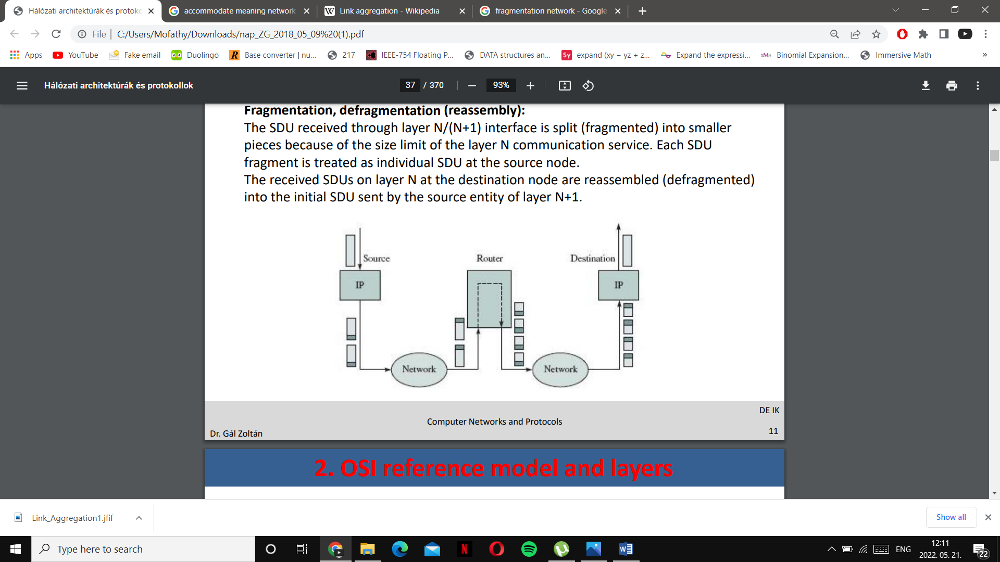 Hálózati architektúrák és protoko
accommodate meaning network
Link aggregation - Wikipedia
fragmentation network - Google
File | C:/Users/Mofathy/Downloads/nap_ZG_2018_05_09%20(1).pdf
Apps
YouTube
Fake email
Duolingo
Base converter | nu...
217
IEEE-754 Floating P...
DATA structures an...
Sy
expand (xy − yz + z...
Expand the expressi...
Binomial Expansion...
Immersive Math
»
Hálózati architektúrák és protokollok
37 / 370
93%
Fragmentation, defragmentation (reassembly):
The SDU received through layer N/(N+1) interface is split (fragmented) into smaller
pieces because of the size limit of the layer N communication service. Each SDU
fragment is treated as individual SDU at the source node.
The received SDUs on layer N at the destination node are reassembled (defragmented)
into the initial SDU sent by the source entity of layer N+1.
Source
Router
Destination
IP
IP
Network
Network
DE IK
Computer Networks and Protocols
Dr. Gál Zoltán
11
2. OSI reference model and layers
Link_Aggregation1.jfif
Show all
Type here to search
ENG
12:11
2022. 05. 21.
22